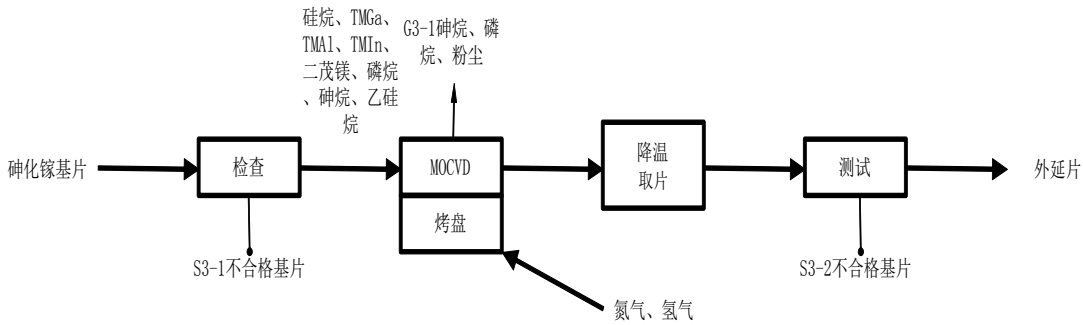 硅烷、TMGa、
TMAl、TMIn、
二茂镁、磷烷
、砷烷、乙硅
烷
G3-1砷烷、磷
烷、粉尘
砷化镓基片
检查
MOCVD
烤盘
降温
取片
测试
外延片
S3-1不合格基片
S3-2不合格基片
氮气、氢气